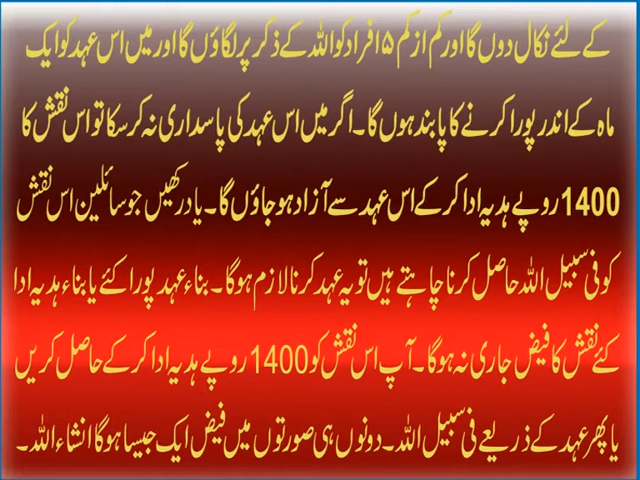 کے لئے نکال دوں گا اور کم از کم ۵ افراد کو اللہ کے ذکر پر لگاؤں گا اور میں اس عہد کو ایک
ماہ کے اندر پورا کرنے کا پابند ہوں گا۔ اگر میں اس عہد کی پاسداری نہ کر سکا تو اس نقش کا
1400 روپے ہدیہ ادا کر کے اس عہد سے آزاد ہو جاؤں گا۔ یاد رکھیں جو سائلین اس نقش
کو فی سبیل اللہ حاصل کرنا چاہتے ہیں تو یہ عہد کرنا لازم ہوگا۔ بناء عہد پورا کئے یا بناء ہدیہ ادا
کئے نقش کا فیض جاری نہ ہوگا۔ آپ اس نقش کو 1400 روپے ہدیہ ادا کر کے حاصل کریں
یا پھر عہد کے ذریعے فی سبیل اللہ۔ دونوں ہی صورتوں میں فیض ایک جیسا ہوگا انشاء اللہ۔